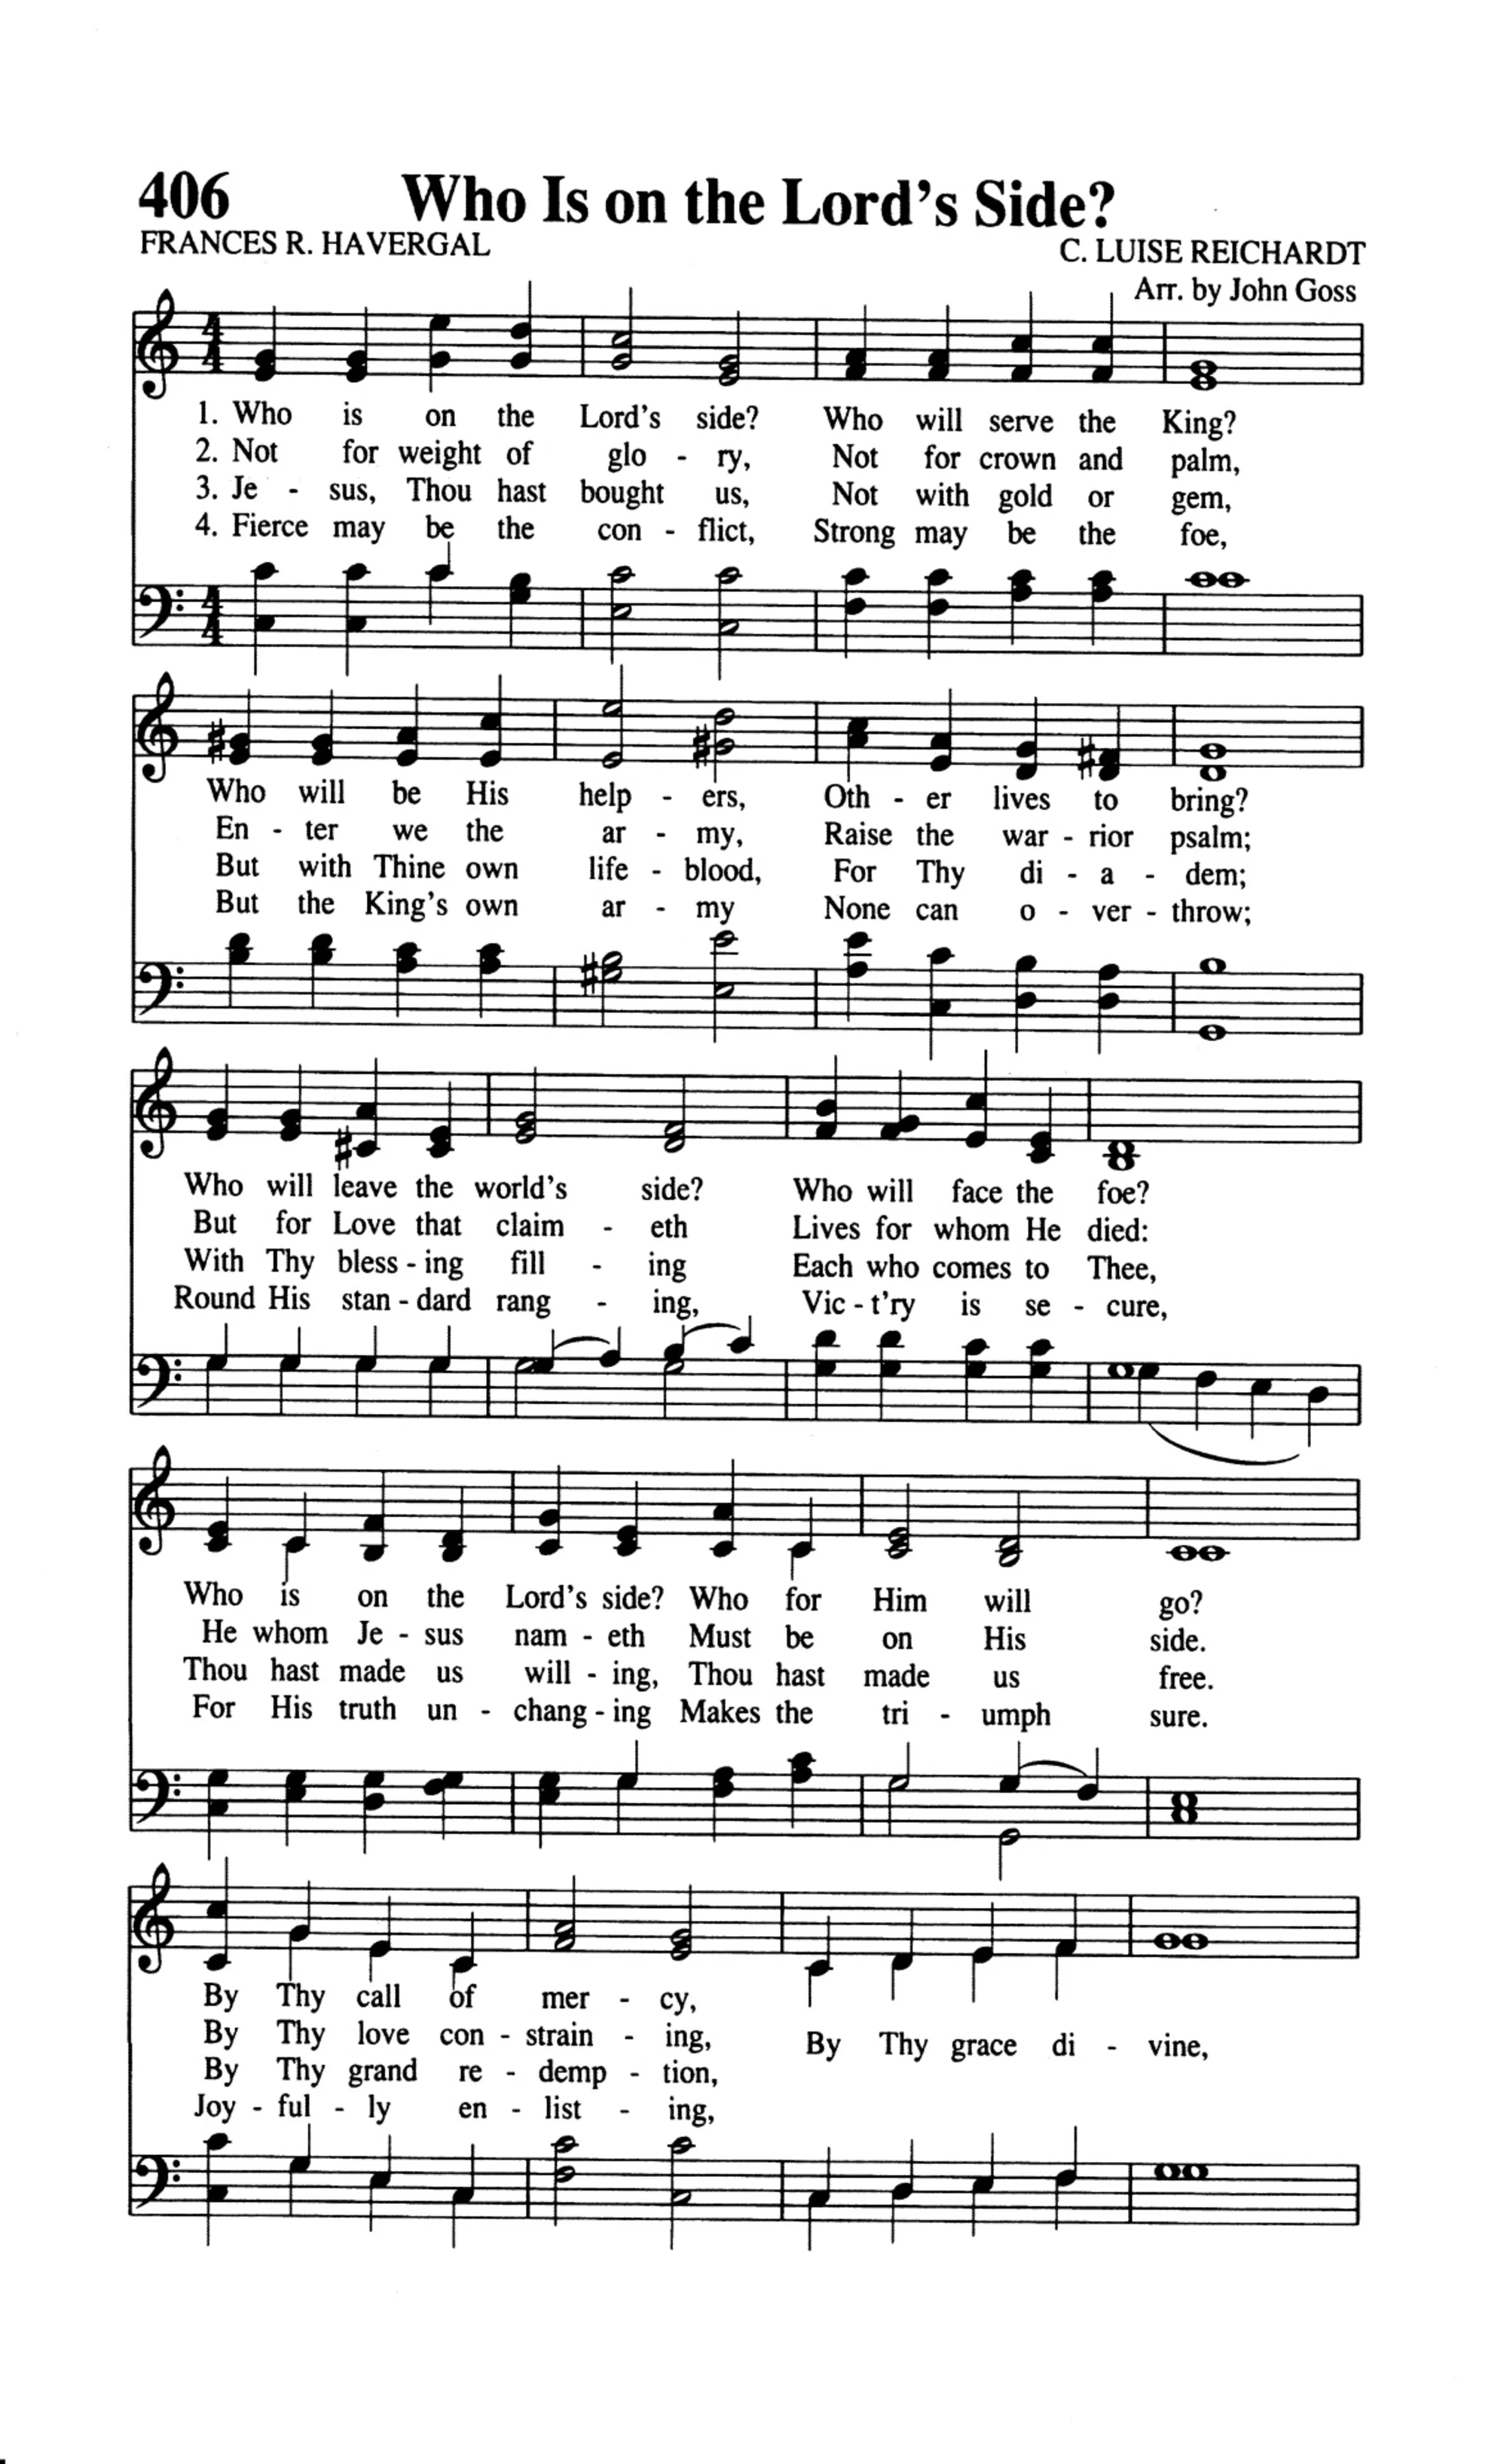 406 Who Is on the Lord's Side?
FRANCES R. HAVERGAL C. LUISE REICHARDT
Arr. by John Goss
4 4
1. Who is on the Lord's side? Who will serve the King?
2. Not for weight of glo - ry, Not for crown and palm,
3. Je - sus, Thou hast bought us, Not with gold or gem,
4. Fierce may be the con - flict, Strong may be the foe,
4 4
Who will be His help - ers, Oth - er lives to bring?
En - ter we the ar - my, Raise the war - rior psalm;
But with Thine own life - blood, For Thy di - a - dem;
But the King's own ar - my None can o - ver - throw;
Who will leave the world's side? Who will face the foe?
But for Love that claim - eth Lives for whom He died:
With Thy bless - ing fill - ing Each who comes to Thee,
Round His stan - dard rang - ing, Vic - t'ry is se - cure,
Who is on the Lord's side? Who for Him will go?
He whom Je - sus nam - eth Must be on His side.
Thou hast made us will - ing, Thou hast made us free.
For His truth un - chang - ing Makes the tri - umph sure.
By Thy call of mer - cy,
By Thy love con - strain - ing, By Thy grace di - vine,
By Thy grand re - demp - tion,
Joy - ful - ly en - list - ing,